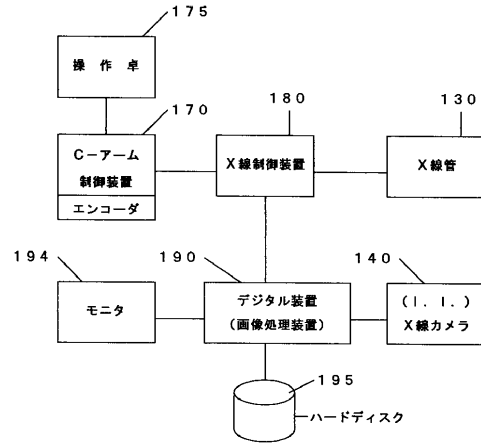 175
操 作 卓
170
180
130
C-アーム
制御装置
エンコーダ
X線制御装置
X線管
194
190
140
モニタ
デジタル装置
(画像処理装置)
(I. I.)
X線カメラ
195
ハードディスク